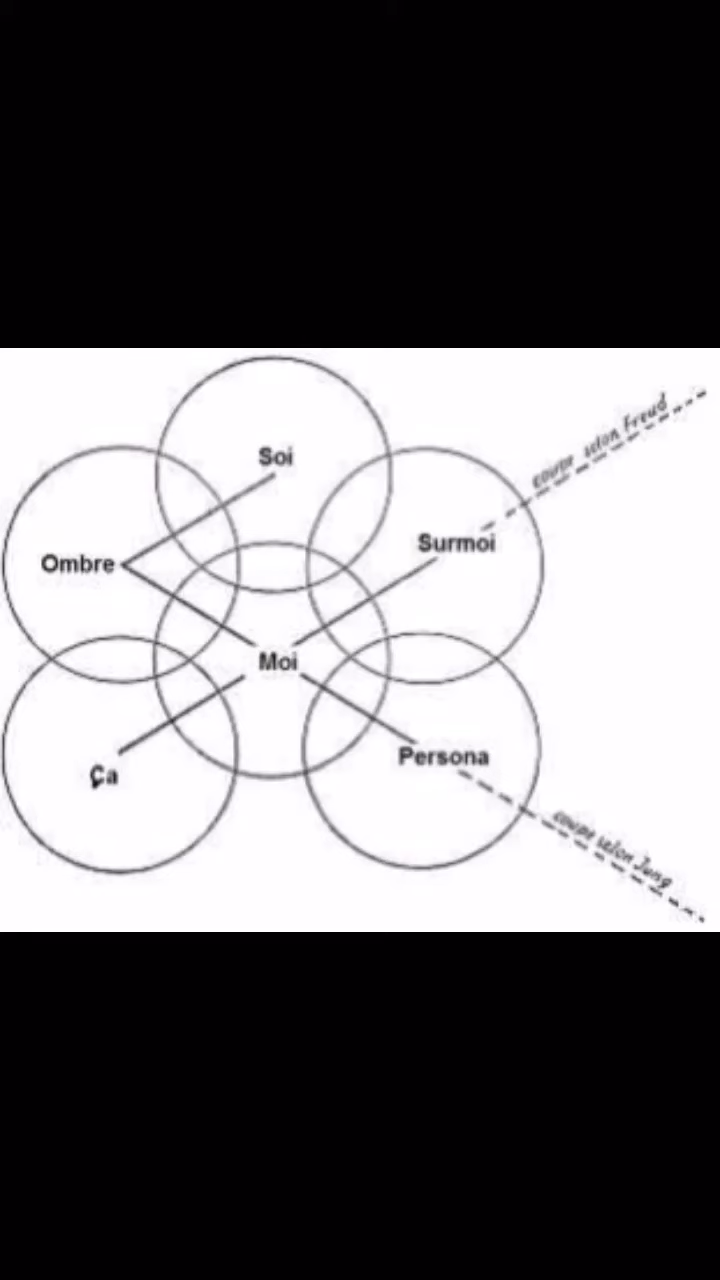 coupe selon Freud
Soi
Surmoi
Ombre
Moi
Persona
Ça
coupe selon Jung